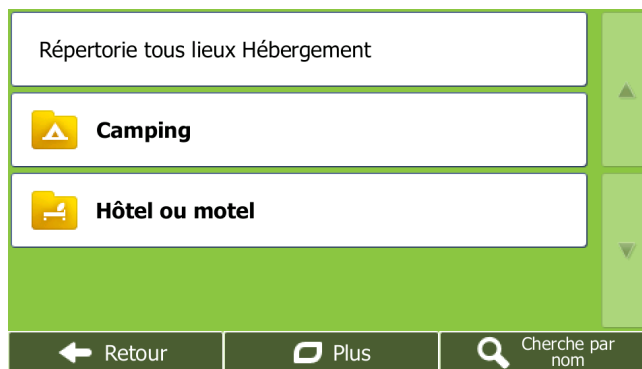 Répertorie tous lieux Hébergement
Camping
Hôtel ou motel
Retour
Plus
Cherche par
nom